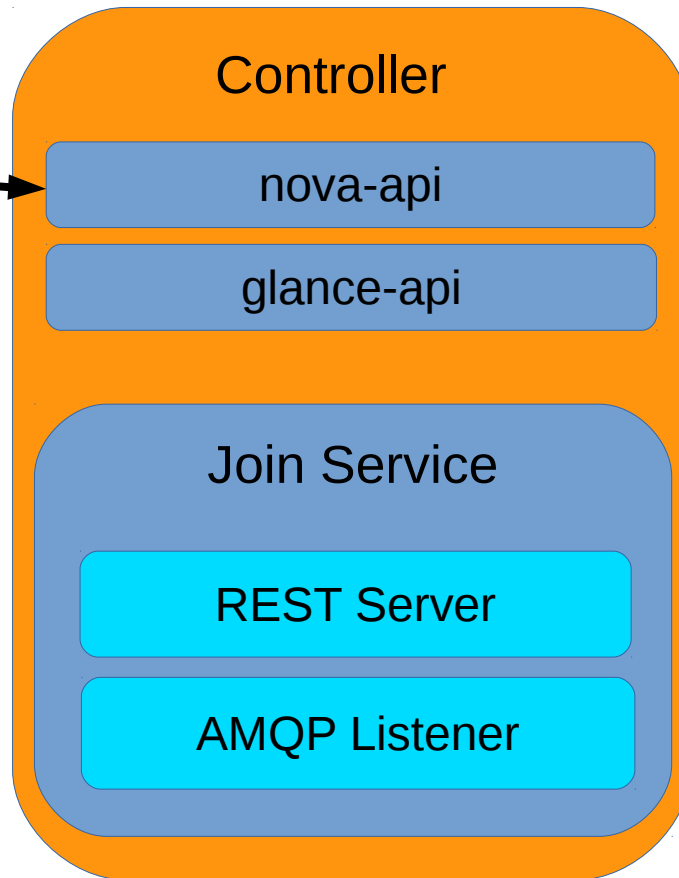 Controller
nova-api
glance-api
Join Service
REST Server
AMQP Listener